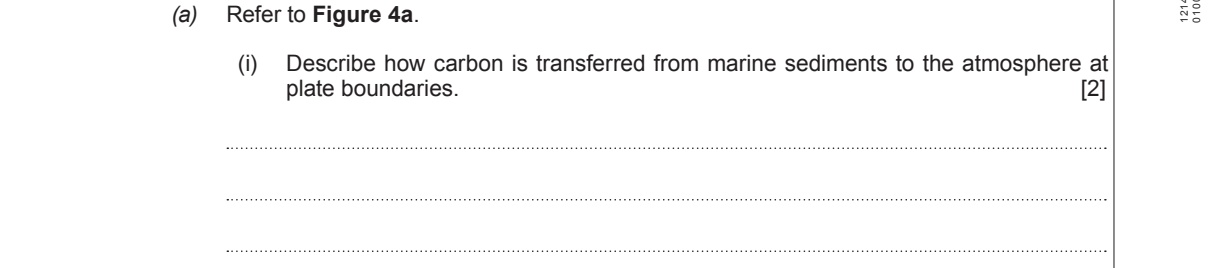 (a) Refer to Figure 4a.
(i) Describe how carbon is transferred from marine sediments to the atmosphere at
plate boundaries. [2]